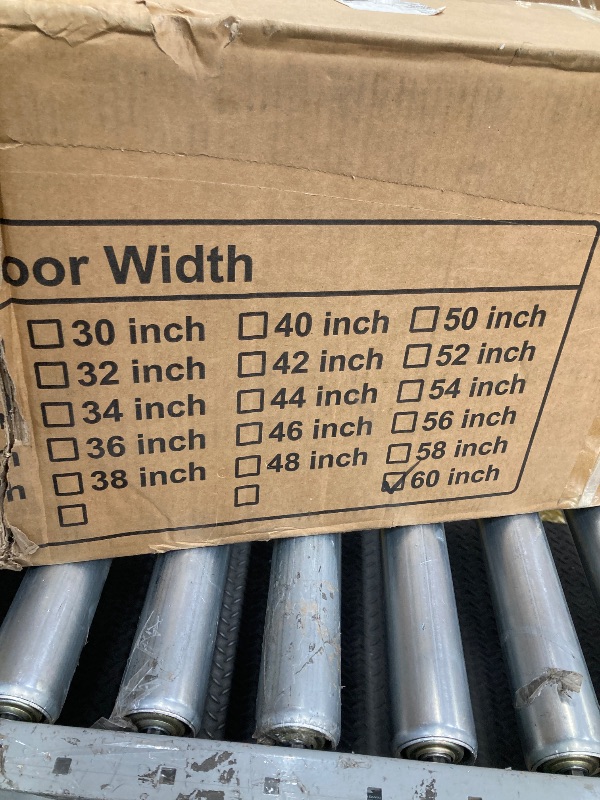 oor Width
30 inch 40 inch 50 inch
32 inch 42 inch 52 inch
34 inch 44 inch 54 inch
36 inch 46 inch 56 inch
38 inch 48 inch 58 inch
60 inch